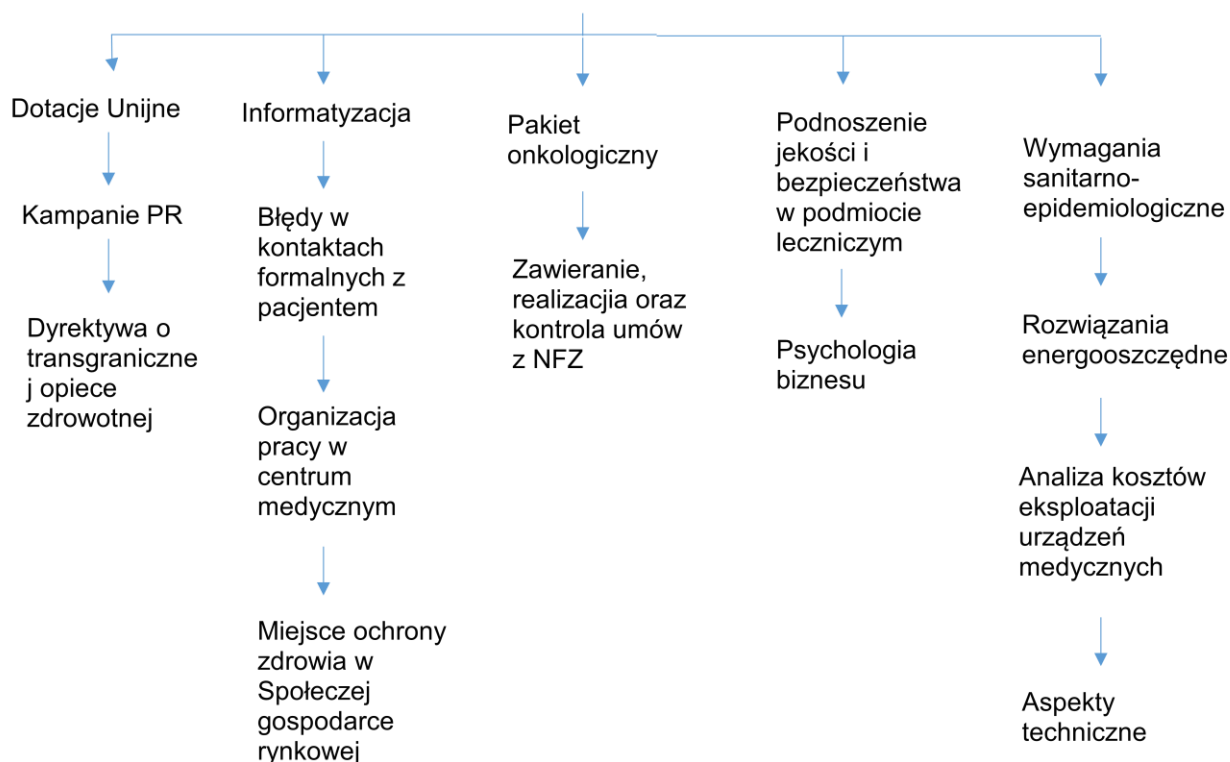 Dotacje Unijne
Kampanie PR
Dyrektywa o
transgraniczne
j opiece
zdrowotnej
Informatyzacja
Błędy w
kontaktach
formalnych z
pacjentem
Organizacja
pracy w
centrum
medycznym
Miejsce ochrony
zdrowia w
Społeczej
gospodarce
rynkowej
Pakiet
onkologiczny
Zawieranie,
realizacjia oraz
kontrola umów
z NFZ
Podnoszenie
jekości i
bezpieczeństwa
w podmiocie
leczniczym
Psychologia
biznesu
Wymagania
sanitarno-
epidemiologiczne
Rozwiązania
energooszczędne
Analiza kosztów
eksploatacji
urządzeń
medycznych
Aspekty
techniczne